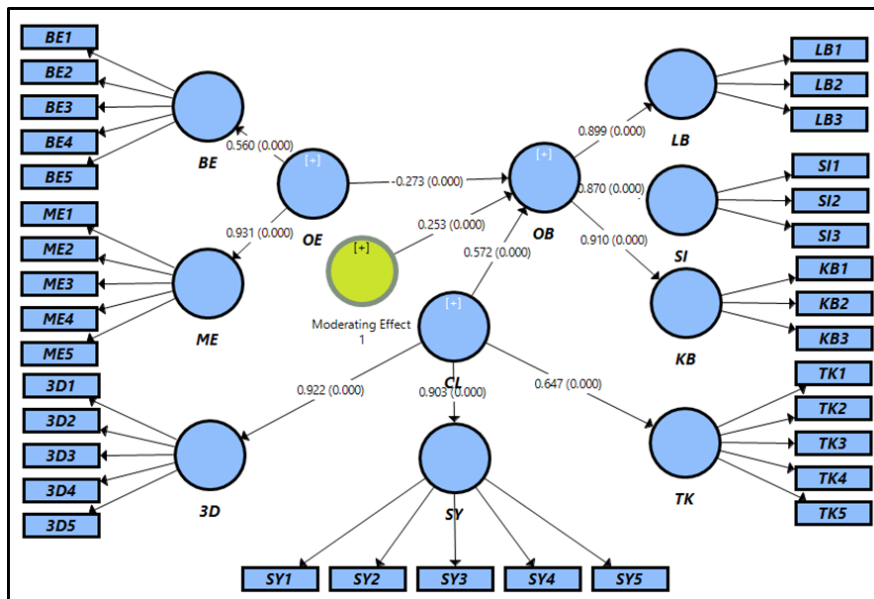 BE1
BE2
BE3
BE4
BE5
BE
0.560 (0.000)
ME1
ME2
ME3
ME4
ME5
ME
0.931 (0.000)
[+]
OE
-0.273 (0.000)
[+]
OB
0.899 (0.000)
LB
LB1
LB2
LB3
0.870 (0.000)
SI
SI1
SI2
SI3
0.910 (0.000)
KB
KB1
KB2
KB3
[+]
Moderating Effect
1
0.253 (0.000)
0.572 (0.000)
[+]
CL
0.922 (0.000)
0.903 (0.000)
0.647 (0.000)
3D1
3D2
3D3
3D4
3D5
3D
SY
SY1
SY2
SY3
SY4
SY5
TK
TK1
TK2
TK3
TK4
TK5